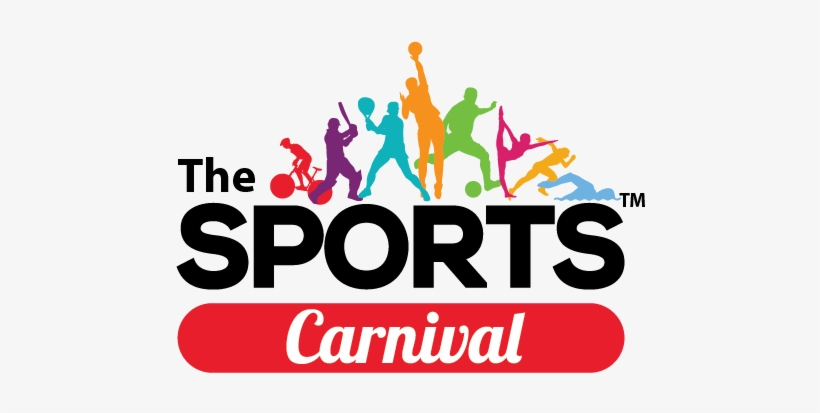 The
SPORTS™
Carnival